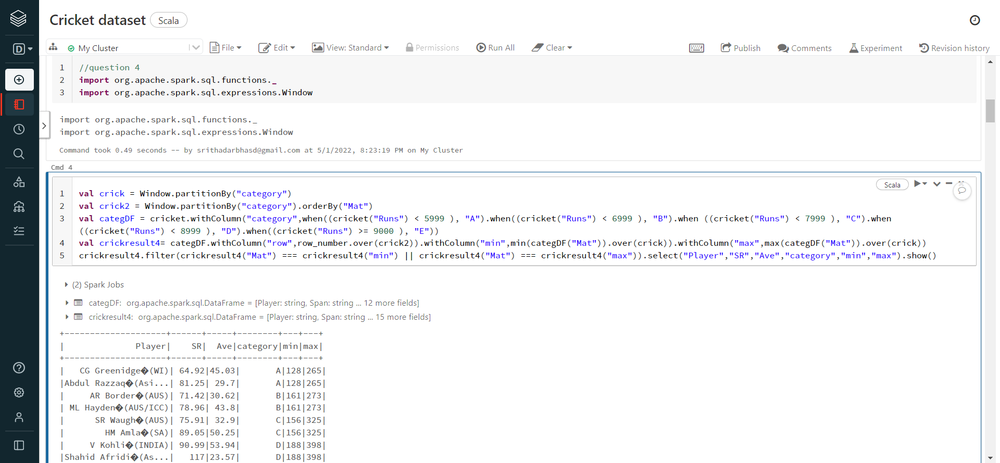 Cricket dataset Scala
D
My Cluster File Edit View: Standard Permissions Run All Clear Publish Comments Experiment Revision history
1 //question 4
2 import org.apache.spark.sql.functions._
3 import org.apache.spark.sql.expressions.Window
import org.apache.spark.sql.functions._
import org.apache.spark.sql.expressions.Window
Command took 0.49 seconds -- by srithadarbhasd@gmail.com at 5/1/2022, 8:23:19 PM on My Cluster
Cmd 4
Scala
1 val crick = Window.partitionBy("category")
2 val crick2 = Window.partitionBy("category").orderBy("Mat")
3 val categDF = cricket.withColumn("category",when((cricket("Runs") < 5999 ), "A").when((cricket("Runs") < 6999 ), "B").when ((cricket("Runs") < 7999 ), "C").when
((cricket("Runs") < 8999 ), "D").when((cricket("Runs") >= 9000 ), "E"))
4 val crickresult4= categDF.withColumn("row",row_number.over(crick2)).withColumn("min",min(categDF("Mat")).over(crick)).withColumn("max",max(categDF("Mat")).over(crick))
5 crickresult4.filter(crickresult4("Mat") === crickresult4("min") || crickresult4("Mat") === crickresult4("max")).select("Player","SR","Ave","category","min","max").show()
(2) Spark Jobs
categDF: org.apache.spark.sql.DataFrame = [Player: string, Span: string ... 12 more fields]
crickresult4: org.apache.spark.sql.DataFrame = [Player: string, Span: string ... 15 more fields]
+--------------------+------+-----+--------+---+---+
|              Player|    SR|  Ave|category|min|max|
+--------------------+------+-----+--------+---+---+
|   CG Greenidge�(WI)| 64.92|45.03|       A|128|265|
|Abdul Razzaq�(Asi...| 81.25| 29.7|       A|128|265|
|     AR Border�(AUS)| 71.42|30.62|       B|161|273|
| ML Hayden�(AUS/ICC)| 78.96| 43.8|       B|161|273|
|      SR Waugh�(AUS)| 75.91| 32.9|       C|156|325|
|        HM Amla�(SA)| 89.05|50.25|       C|156|325|
|     V Kohli�(INDIA)| 90.99|53.94|       D|188|398|
|Shahid Afridi�(As...|   117|23.57|       D|188|398|